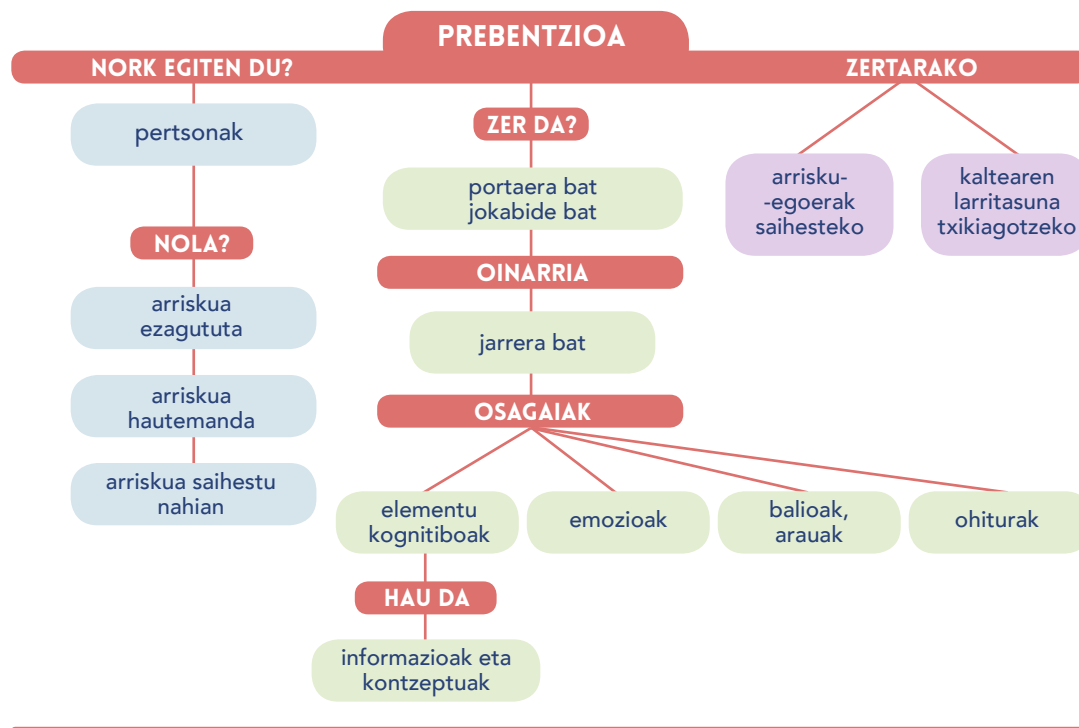 PREBENTZIOA
NORK EGITEN DU?
pertsonak
NOLA?
arriskua
ezagututa
arriskua
hautemanda
arriskua saihestu
nahian
ZER DA?
portaera bat
jokabide bat
OINARRIA
jarrera bat
OSAGAIAK
elementu
kognitiboak
HAU DA
informazioak eta
kontzeptuak
emozioak
balioak,
arauak
ohiturak
ZERTARAKO
arrisku-
-egoerak
saihesteko
kaltearen
larritasuna
txikiagotzeko